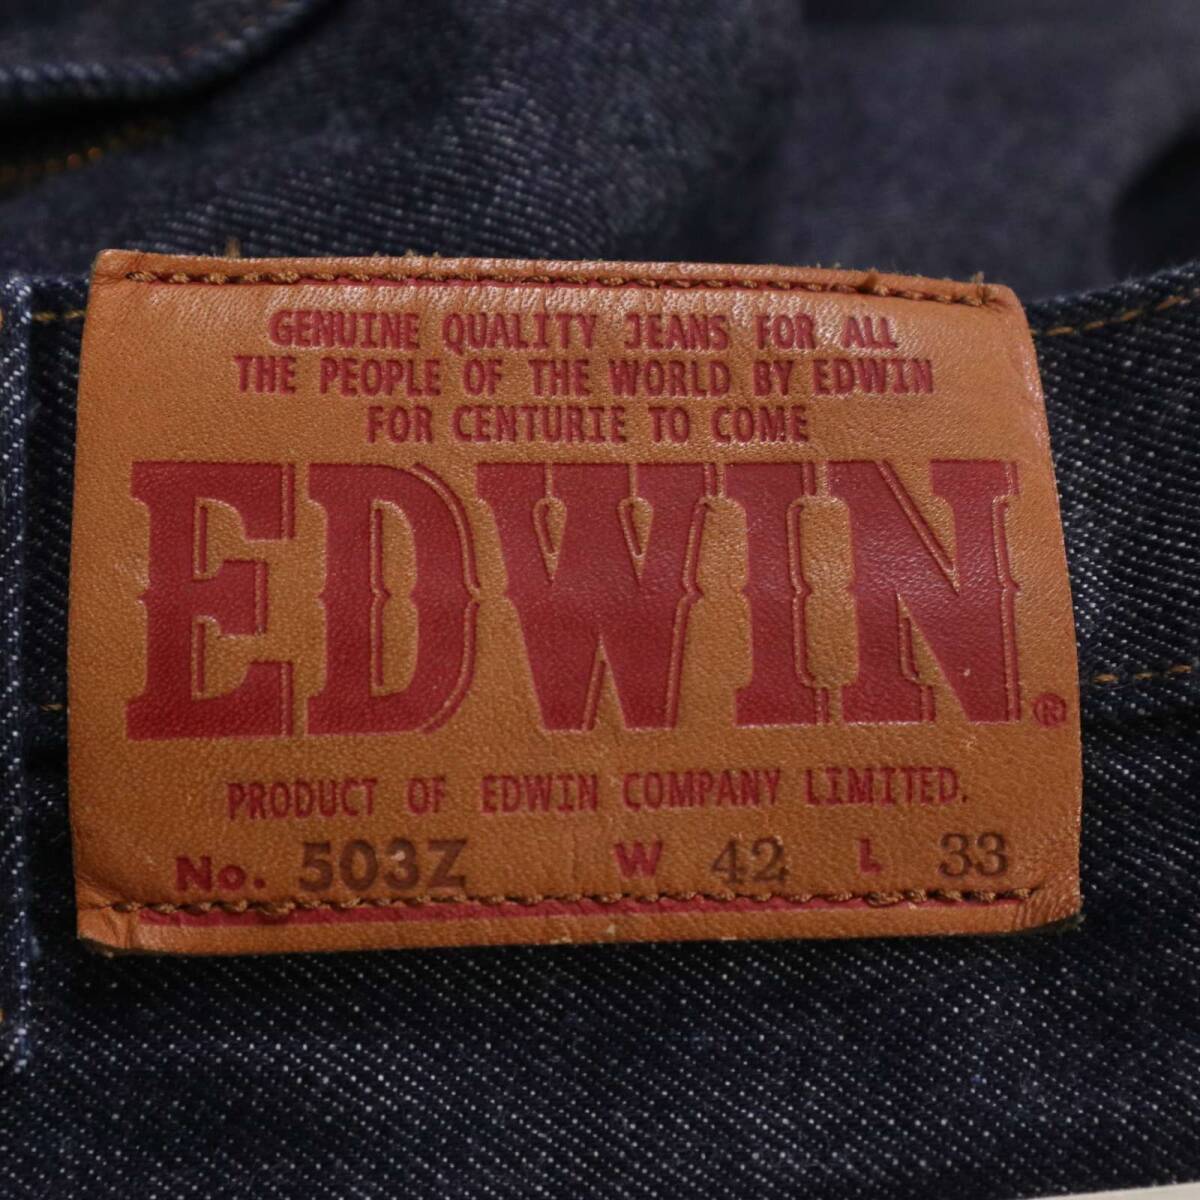 GENUINE QUALITY JEANS FOR ALL
THE PEOPLE OF THE WORLD BY EDWIN
FOR CENTURIE TO COME
EDWIN®
PRODUCT OF EDWIN COMPANY LIMITED.
No. 503Z W 42 L 33